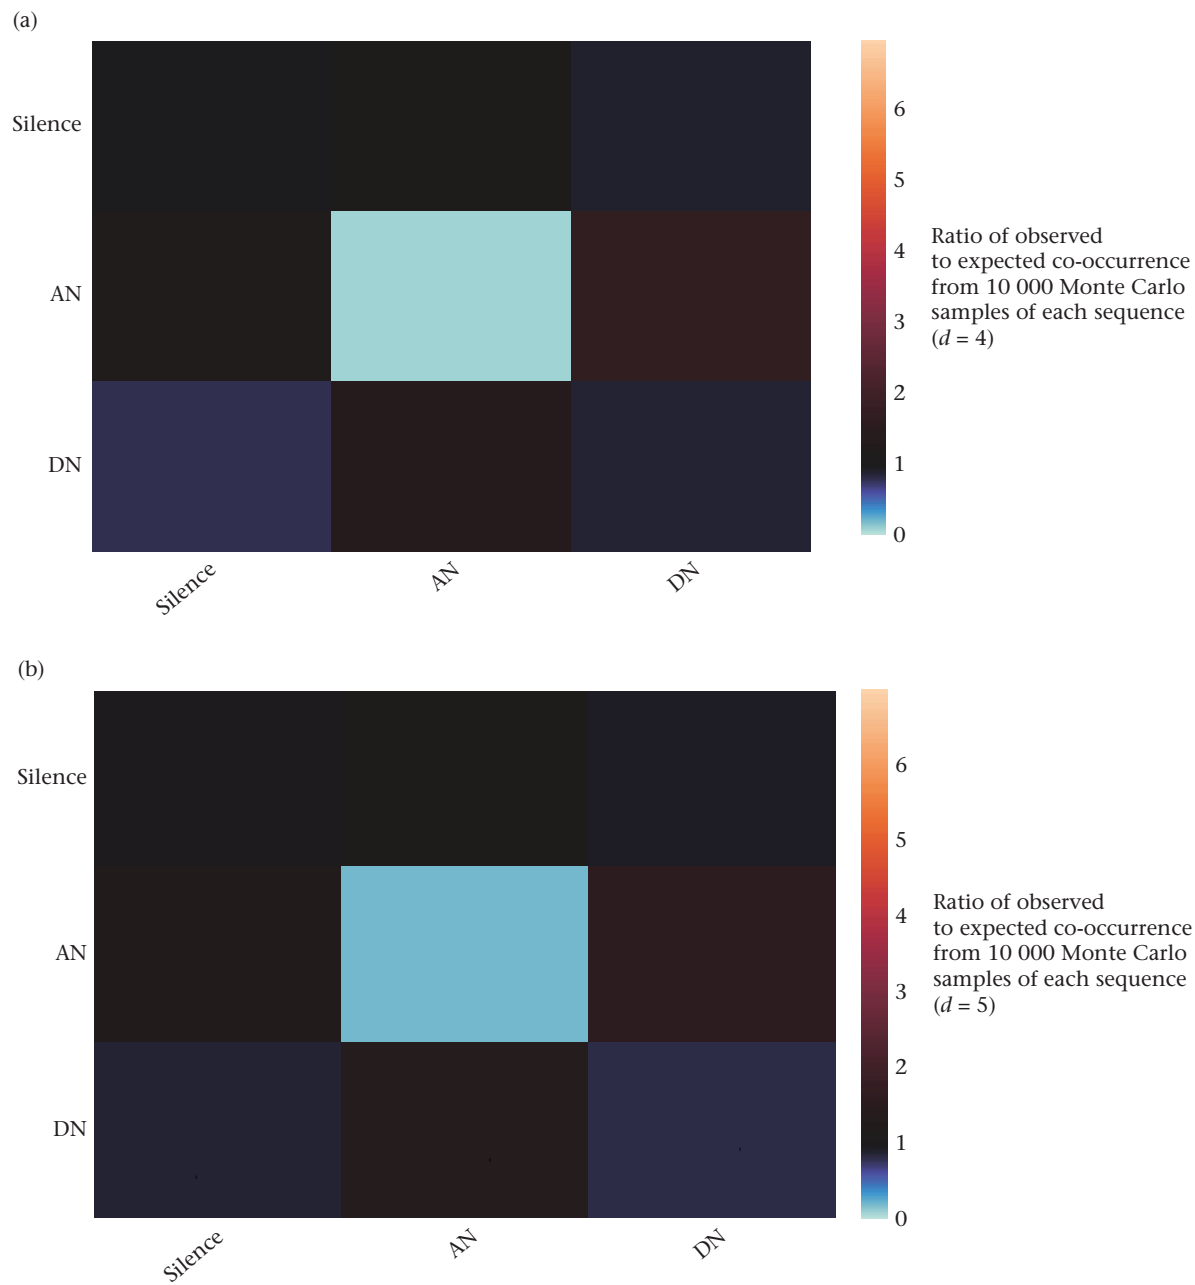 (a)
Silence
AN
DN
Silence
AN
DN
6
5
4
3
2
1
0
Ratio of observed
to expected co-occurrence
from 10 000 Monte Carlo
samples of each sequence
(d = 4)
(b)
Silence
AN
DN
Silence
AN
DN
6
5
4
3
2
1
0
Ratio of observed
to expected co-occurrence
from 10 000 Monte Carlo
samples of each sequence
(d = 5)